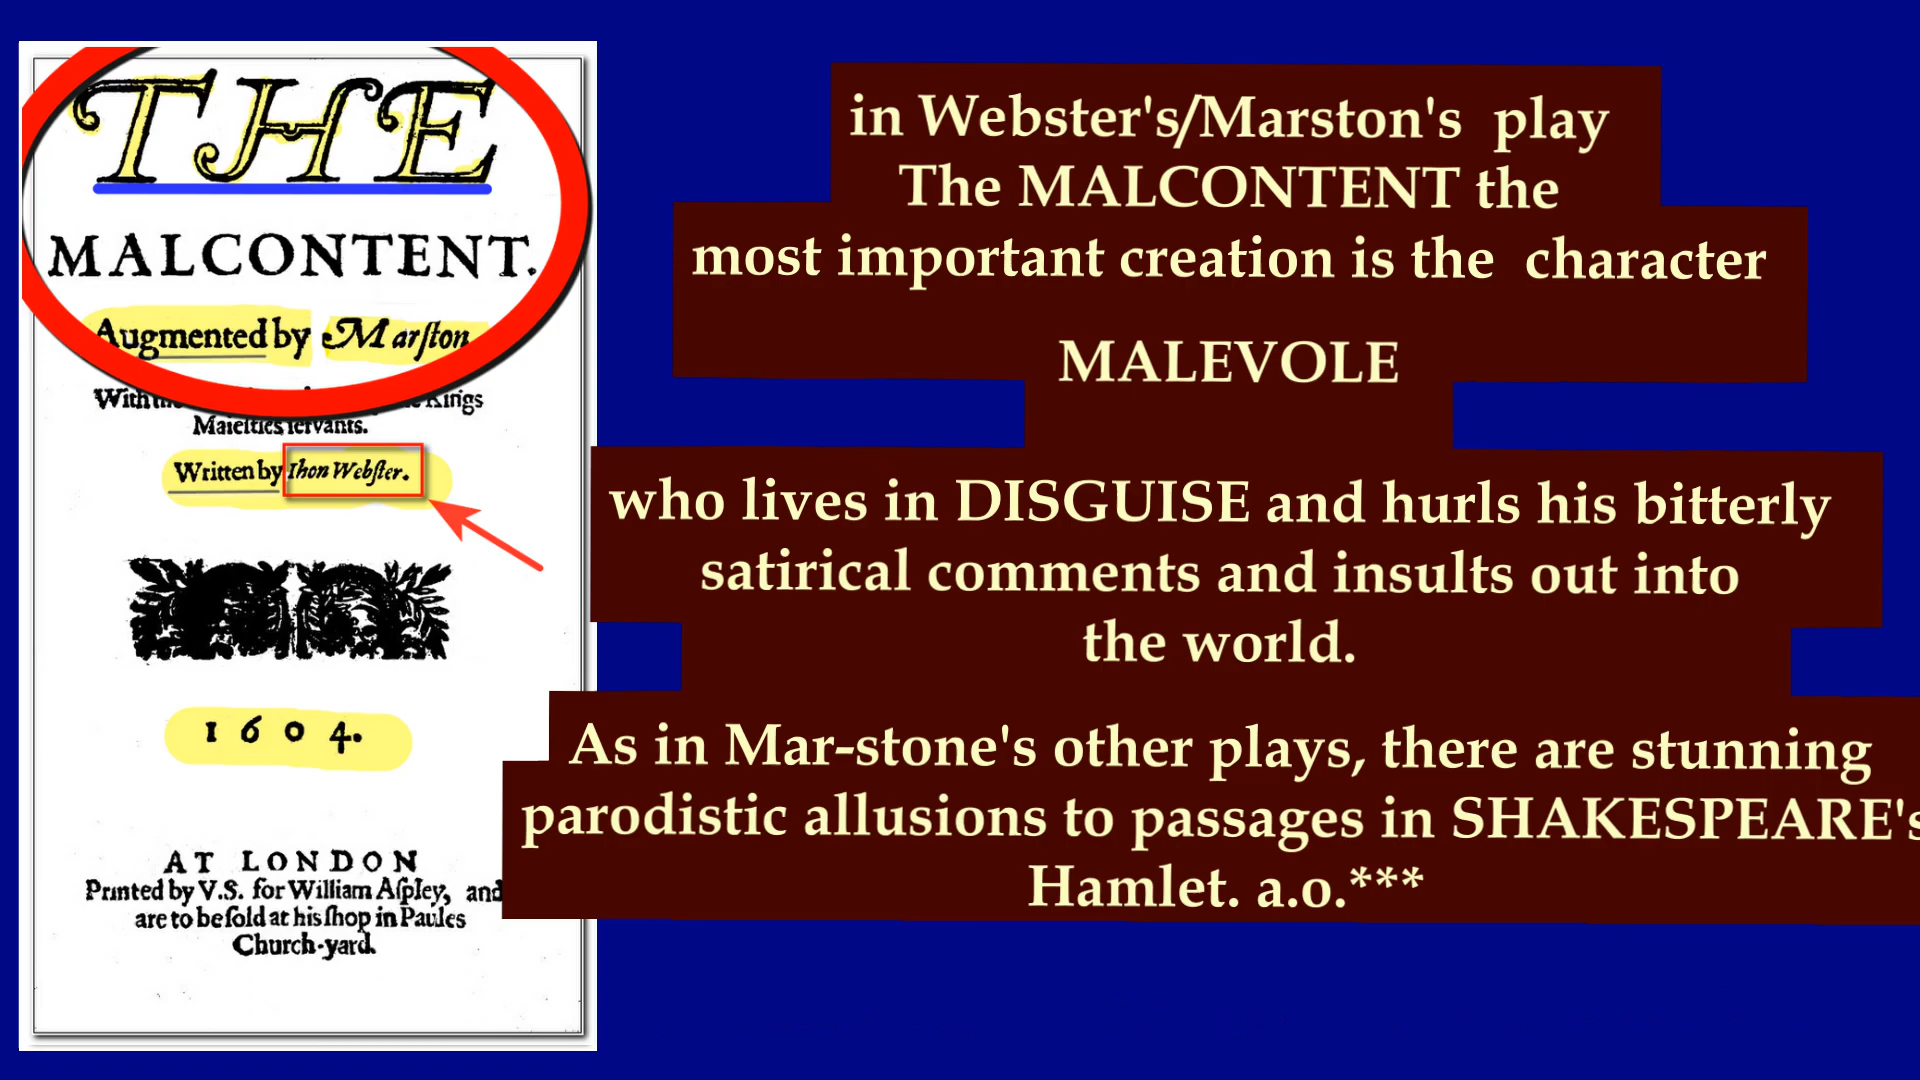 THE
MALCONTENT.
Augmented by Marſton
Kings
Maieſties ſervants.
Written by Ihon Webſter.
1604.
AT LONDON
Printed by V.S. for William Aſpley, and
are to be ſold at his ſhop in Paules
Church-yard.
in Webster's/Marston's play
The MALCONTENT the
most important creation is the character
MALEVOLE
who lives in DISGUISE and hurls his bitterly
satirical comments and insults out into
the world.
As in Mar-stone's other plays, there are stunning
parodistic allusions to passages in SHAKESPEARE's
Hamlet. a.o.***